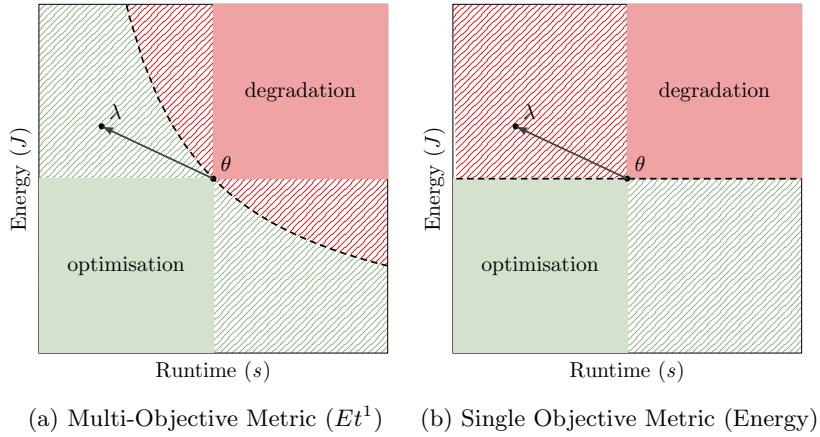 degradation
λ
θ
optimisation
Energy (J)
Runtime (s)
(a) Multi-Objective Metric (Et¹)
degradation
λ
θ
optimisation
Energy (J)
Runtime (s)
(b) Single Objective Metric (Energy)